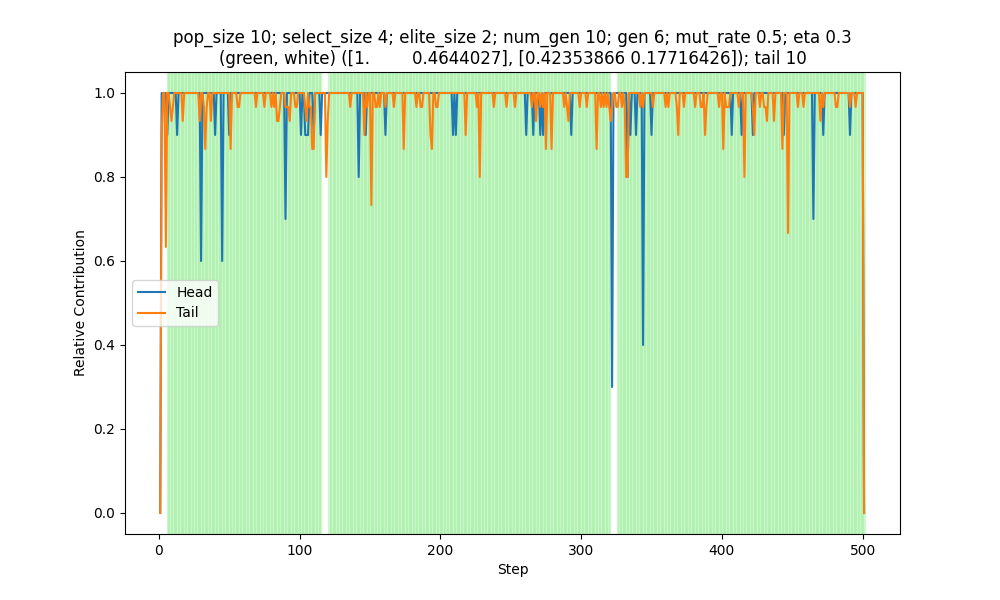 pop_size 10; select_size 4; elite_size 2; num_gen 10; gen 6; mut_rate 0.5; eta 0.3
(green, white) ([1.        0.4644027], [0.42353866 0.17716426]); tail 10
1.0
0.8
0.6
0.4
0.2
0.0
Relative Contribution
Head
Tail
0
100
200
300
400
500
Step